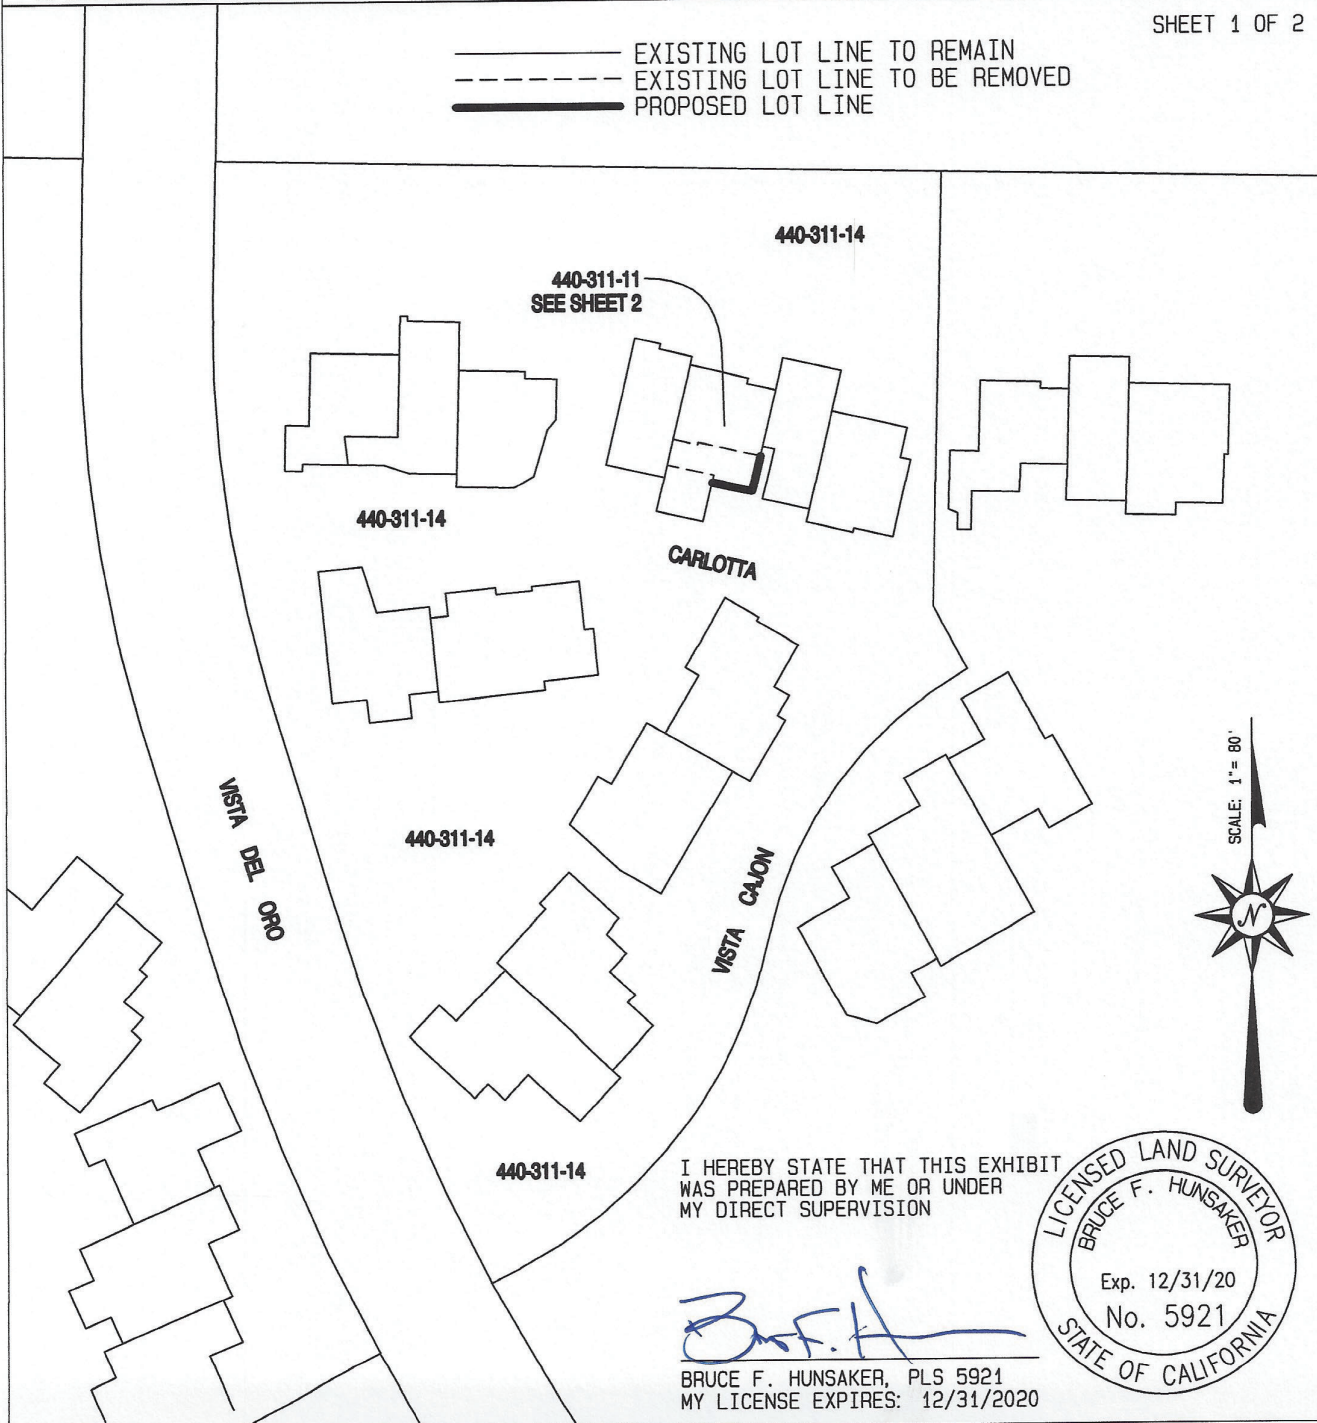 SHEET 1 OF 2
EXISTING LOT LINE TO REMAIN
EXISTING LOT LINE TO BE REMOVED
PROPOSED LOT LINE
440-311-14
440-311-11
SEE SHEET 2
440-311-14
CARLOTTA
SCALE: 1"= 80'
VISTA DEL ORO
440-311-14
VISTA CAJON
N
440-311-14
I HEREBY STATE THAT THIS EXHIBIT
WAS PREPARED BY ME OR UNDER
MY DIRECT SUPERVISION
LICENSED LAND SURVEYOR
BRUCE F. HUNSAKER
Exp. 12/31/20
No. 5921
STATE OF CALIFORNIA
BRUCE F. HUNSAKER, PLS 5921
MY LICENSE EXPIRES: 12/31/2020